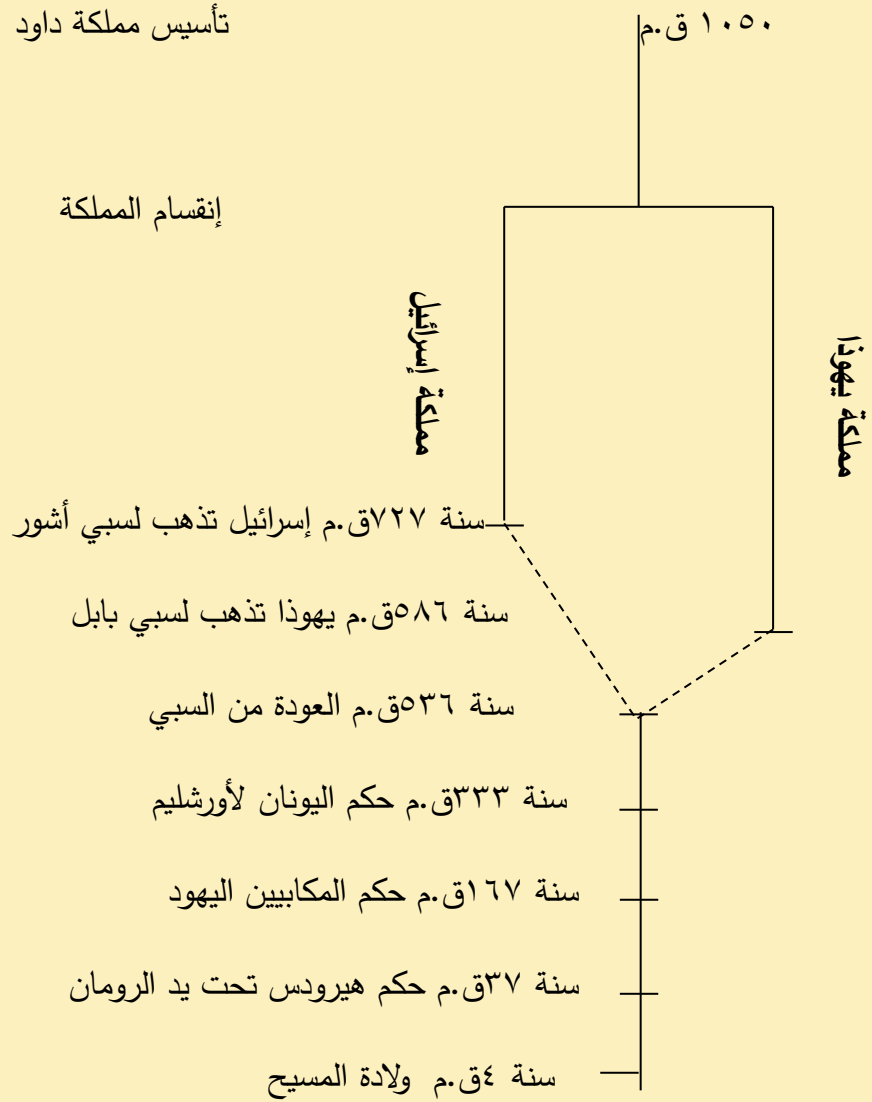 ١٠٥٠ ق.م
تأسيس مملكة داود
إنقسام المملكة
مملكة يهوذا
مملكة إسرائيل
سنة ٧٢٧ق.م إسرائيل تذهب لسبي أشور
سنة ٥٨٦ق.م يهوذا تذهب لسبي بابل
سنة ٥٣٦ق.م العودة من السبي
سنة ٣٣٣ق.م حكم اليونان لأورشليم
سنة ١٦٧ق.م حكم المكابيين اليهود
سنة ٣٧ق.م حكم هيرودس تحت يد الرومان
سنة ٤ق.م ولادة المسيح